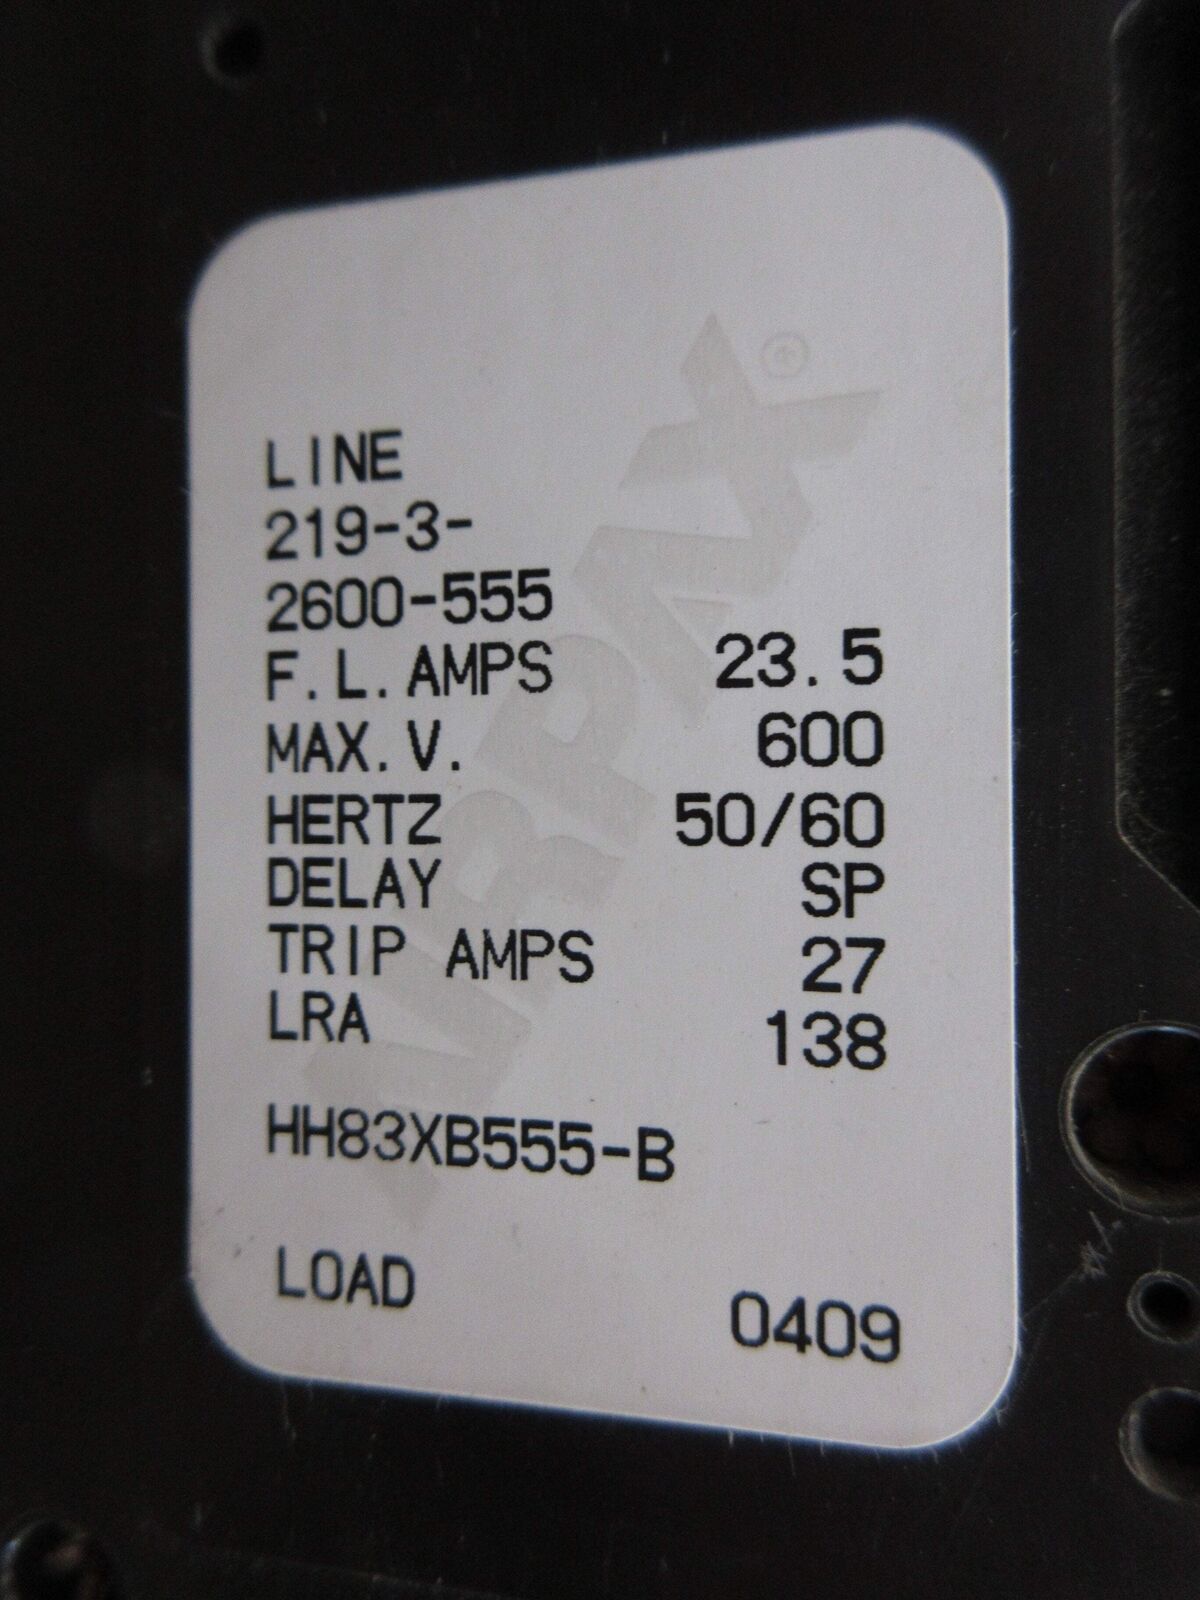 LINE
219-3-
2600-555
F.L.AMPS 23.5
MAX.V. 600
HERTZ 50/60
DELAY SP
TRIP AMPS 27
LRA 138
HH83XB555-B
LOAD 0409
AIRPAX®